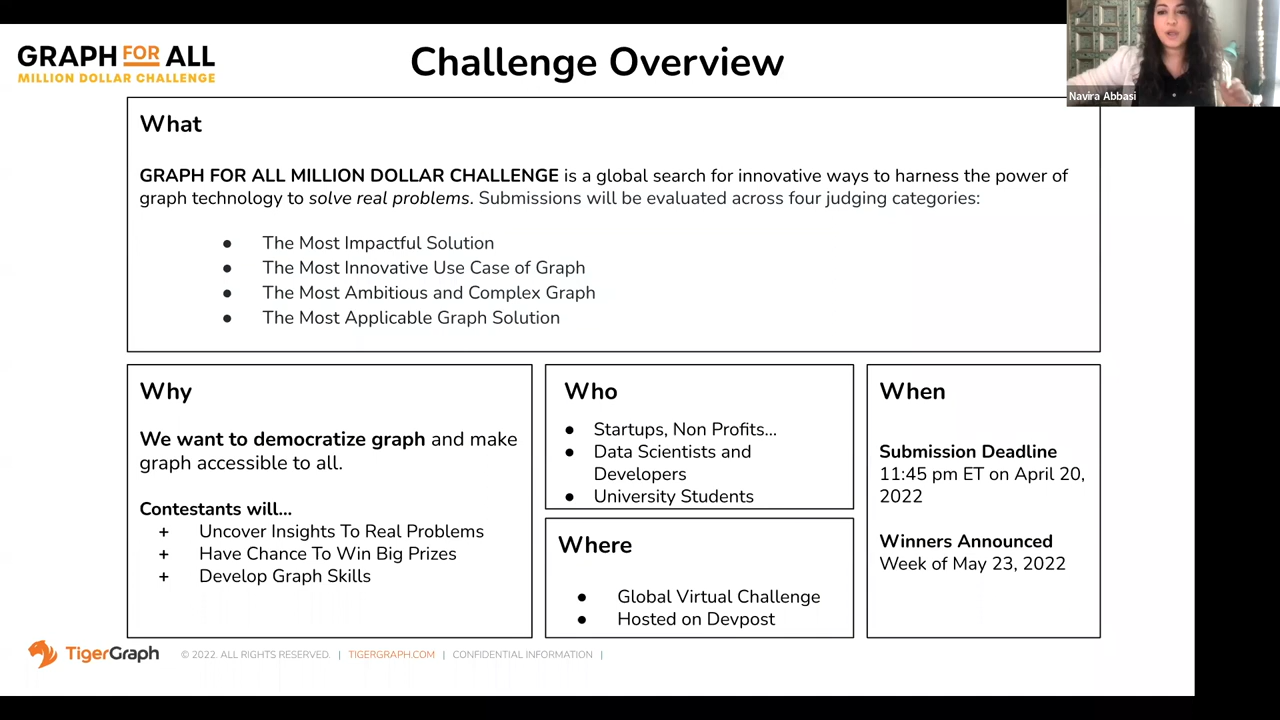 GRAPH FOR ALL
MILLION DOLLAR CHALLENGE
Challenge Overview
Navira Abbasi
What
GRAPH FOR ALL MILLION DOLLAR CHALLENGE is a global search for innovative ways to harness the power of
graph technology to solve real problems. Submissions will be evaluated across four judging categories:
● The Most Impactful Solution
● The Most Innovative Use Case of Graph
● The Most Ambitious and Complex Graph
● The Most Applicable Graph Solution
Why
We want to democratize graph and make
graph accessible to all.
Contestants will...
+ Uncover Insights To Real Problems
+ Have Chance To Win Big Prizes
+ Develop Graph Skills
Who
● Startups, Non Profits...
● Data Scientists and
Developers
● University Students
Where
● Global Virtual Challenge
● Hosted on Devpost
When
Submission Deadline
11:45 pm ET on April 20,
2022
Winners Announced
Week of May 23, 2022
TigerGraph
© 2022. ALL RIGHTS RESERVED. | TIGERGRAPH.COM | CONFIDENTIAL INFORMATION |